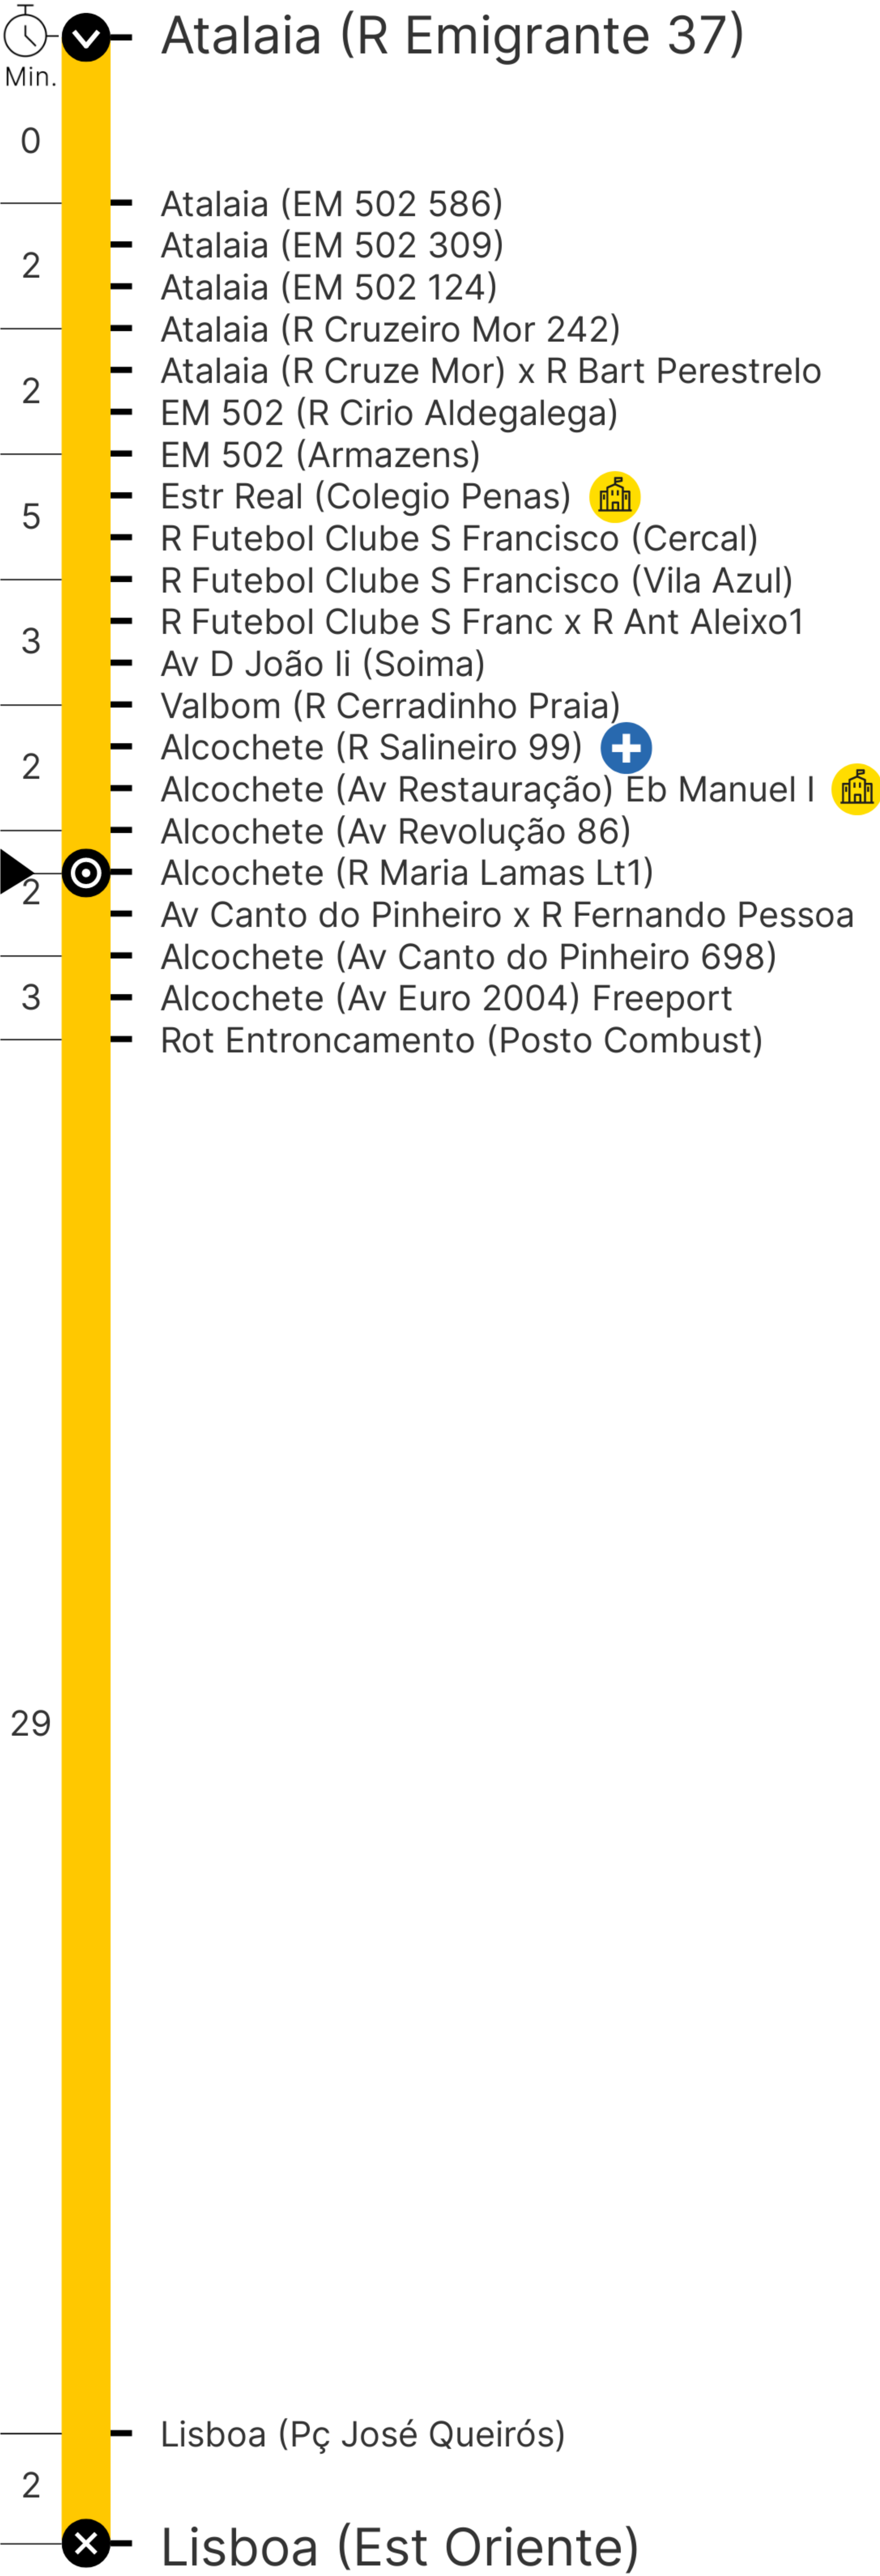 Atalaia (R Emigrante 37)
Min.
0
Atalaia (EM 502 586)
Atalaia (EM 502 309)
2
Atalaia (EM 502 124)
Atalaia (R Cruzeiro Mor 242)
Atalaia (R Cruze Mor) x R Bart Perestrelo
2
EM 502 (R Cirio Aldegalega)
EM 502 (Armazens)
Estr Real (Colegio Penas)
5
R Futebol Clube S Francisco (Cercal)
R Futebol Clube S Francisco (Vila Azul)
R Futebol Clube S Franc x R Ant Aleixo1
3
Av D João Ii (Soima)
Valbom (R Cerradinho Praia)
Alcochete (R Salineiro 99)
2
Alcochete (Av Restauração) Eb Manuel I
Alcochete (Av Revolução 86)
Alcochete (R Maria Lamas Lt1)
2
Av Canto do Pinheiro x R Fernando Pessoa
Alcochete (Av Canto do Pinheiro 698)
3
Alcochete (Av Euro 2004) Freeport
Rot Entroncamento (Posto Combust)
29
Lisboa (Pç José Queirós)
2
Lisboa (Est Oriente)